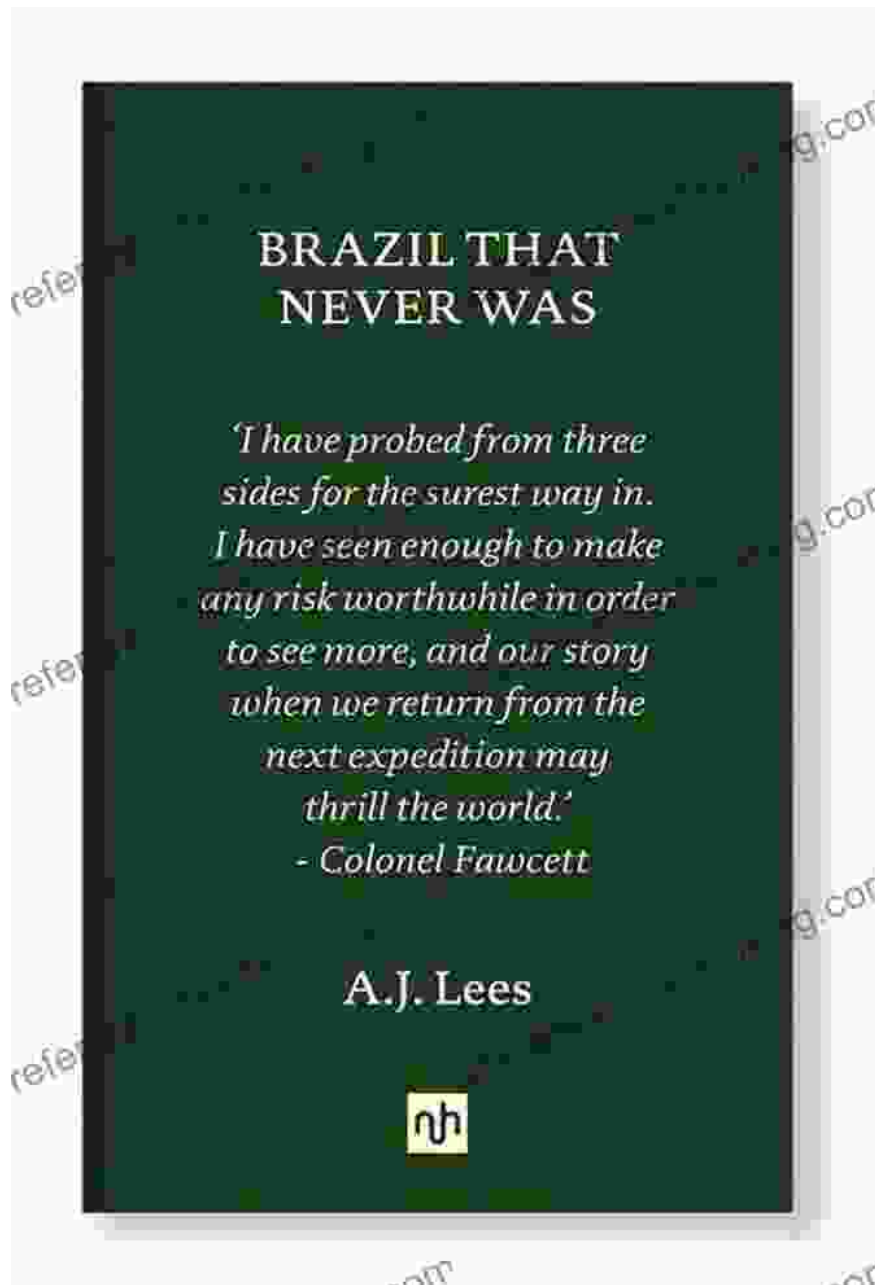 BRAZIL THAT
NEVER WAS
‘I have probed from three
sides for the surest way in.
I have seen enough to make
any risk worthwhile in order
to see more, and our story
when we return from the
next expedition may
thrill the world.’
- Colonel Fawcett
A.J. Lees
nh